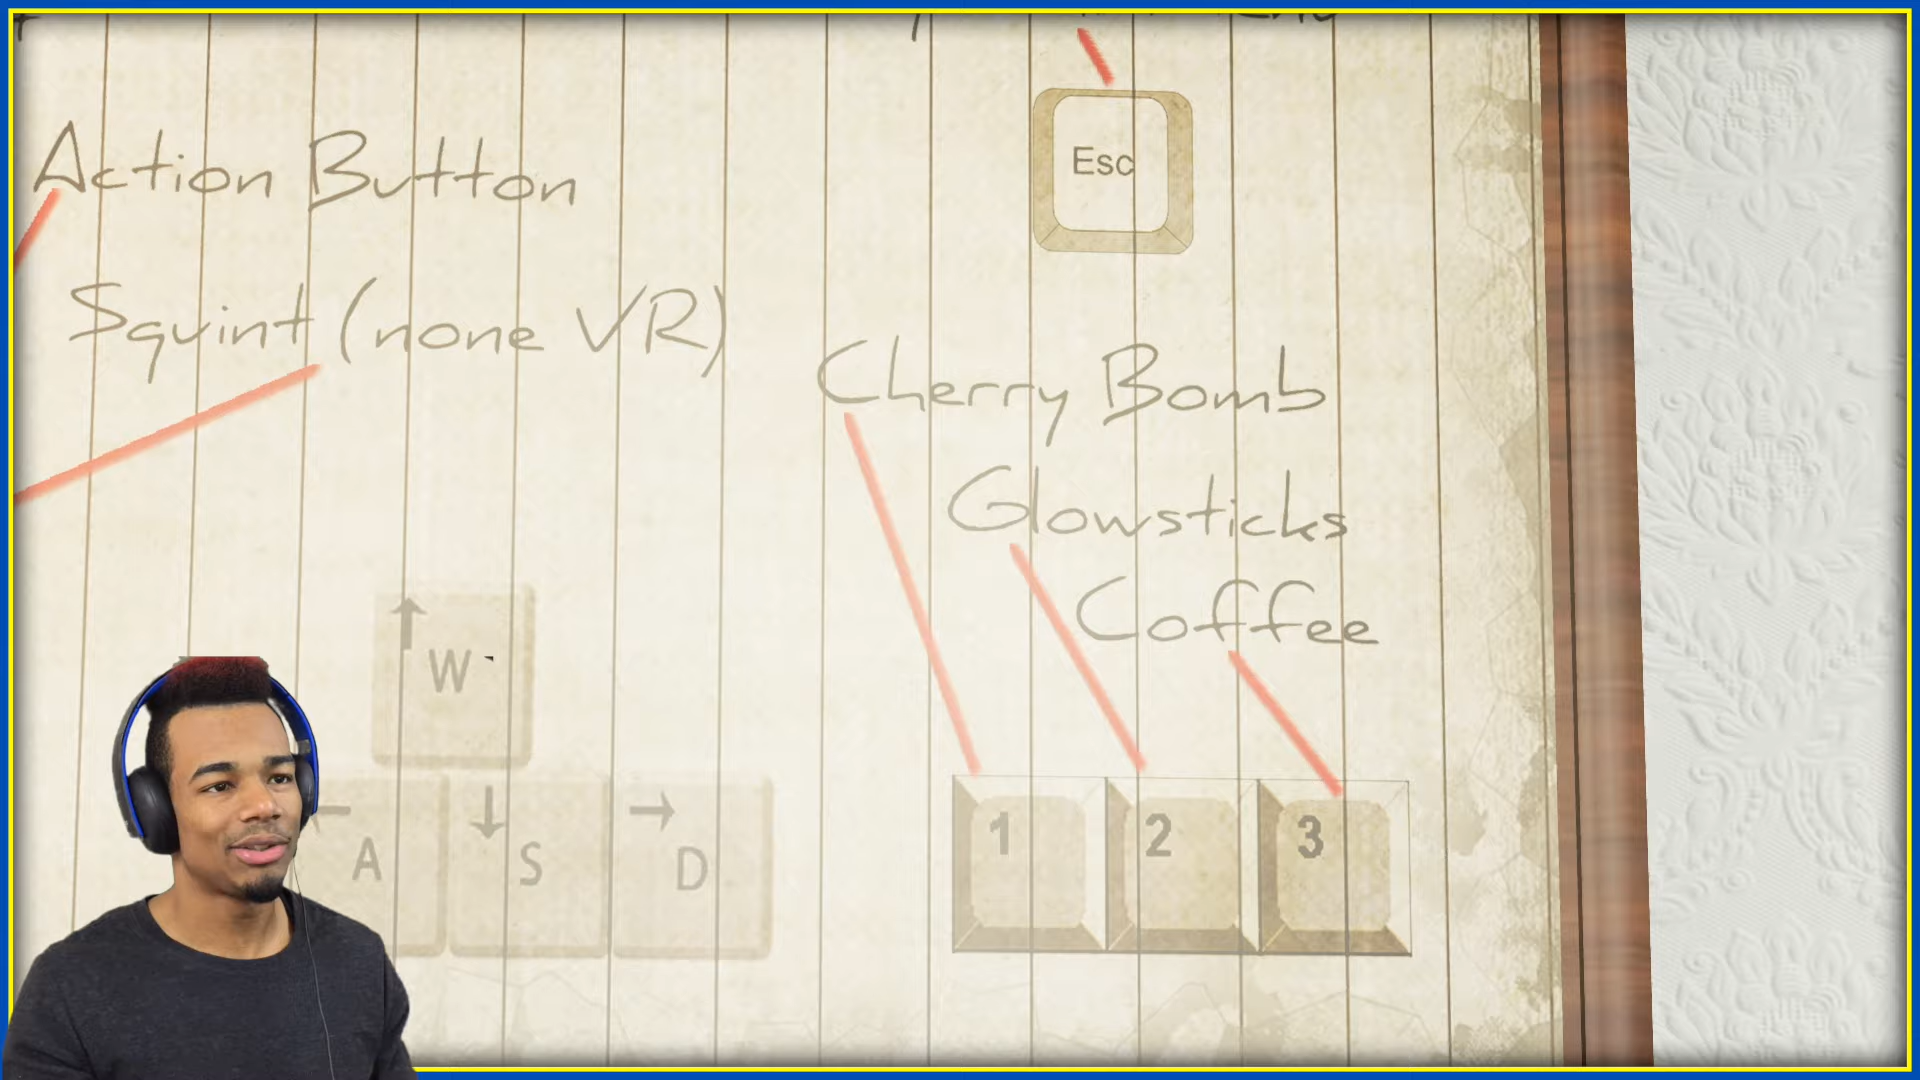 Esc
Action Button
Squint (none VR)
Cherry Bomb
Glowsticks
Coffee
W
A S D
1 2 3